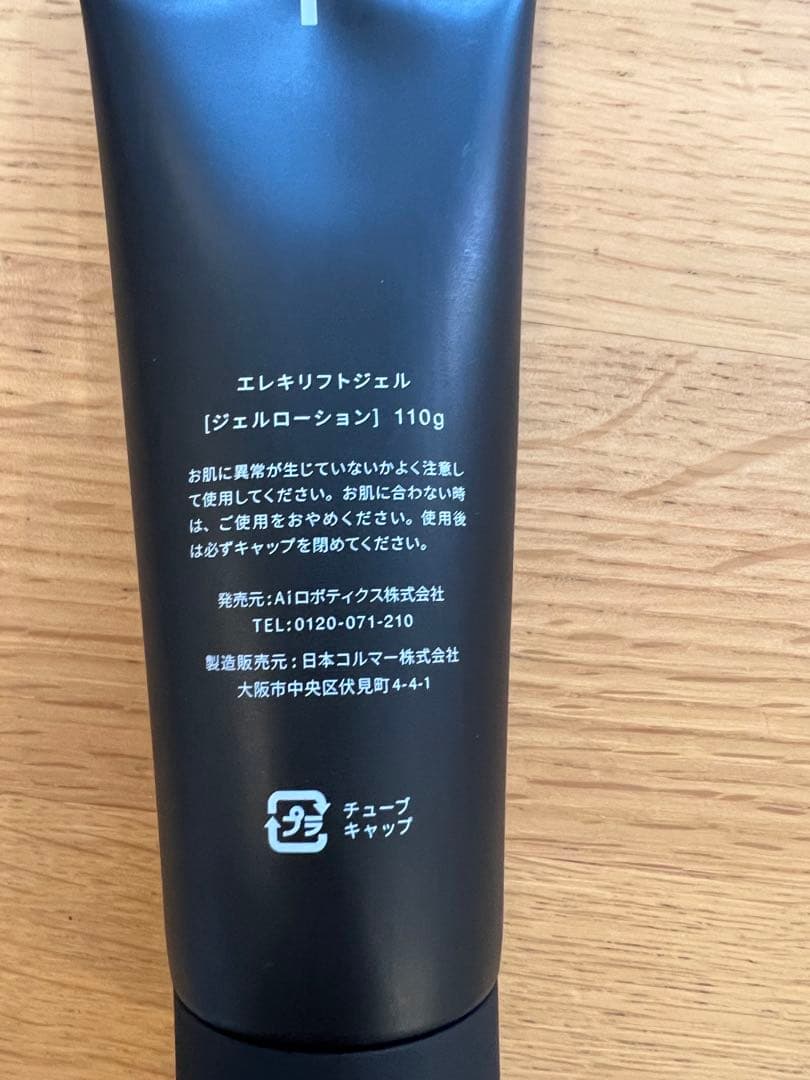 エレキリフトジェル
[ジェルローション] 110g
お肌に異常が生じていないかよく注意し
て使用してください。お肌に合わない時
は、ご使用をおやめください。使用後
は必ずキャップを閉めてください。
発売元:Aiロボティクス株式会社
TEL:0120-071-210
製造販売元:日本コルマー株式会社
大阪市中央区伏見町4-4-1
プラ
チューブ
キャップ